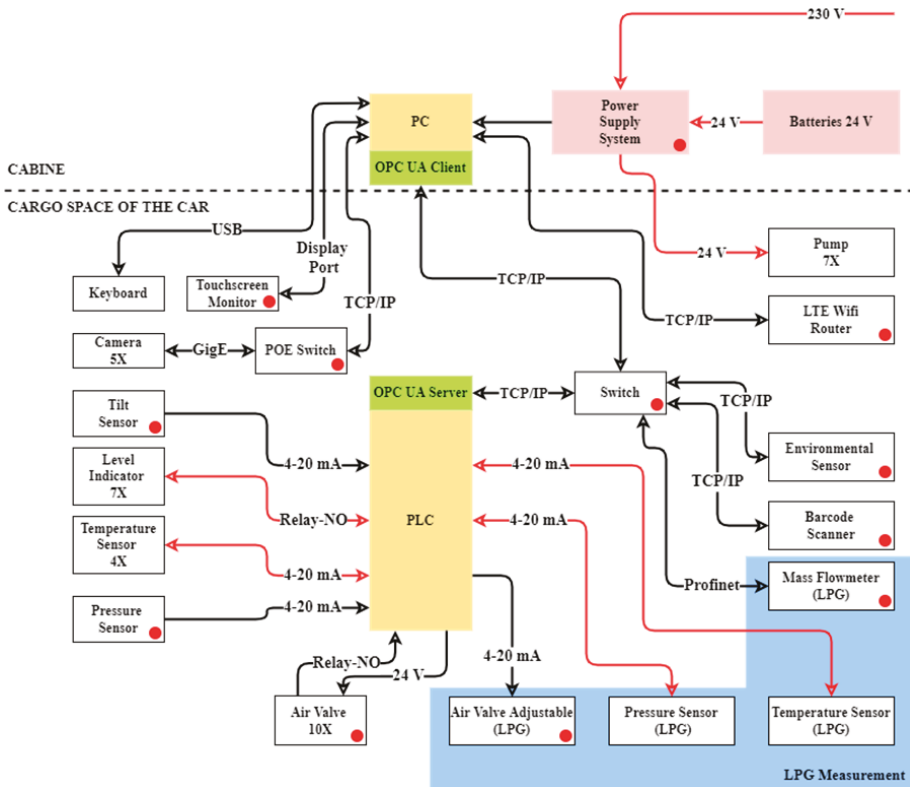 230 V
PC
OPC UA Client
Power
Supply
System
24 V
Batteries 24 V
CABINE
CARGO SPACE OF THE CAR
USB
Display
Port
TCP/IP
TCP/IP
24 V
Pump
7X
Keyboard
Touchscreen
Monitor
TCP/IP
LTE Wifi
Router
Camera
5X
GigE
POE Switch
OPC UA Server
TCP/IP
Switch
TCP/IP
Tilt
Sensor
4-20 mA
4-20 mA
Environmental
Sensor
Level
Indicator
7X
TCP/IP
Relay-NO
PLC
4-20 mA
Barcode
Scanner
Temperature
Sensor
4X
4-20 mA
Profinet
Mass Flowmeter
(LPG)
Pressure
Sensor
4-20 mA
Relay-NO
24 V
4-20 mA
Air Valve
10X
Air Valve Adjustable
(LPG)
Pressure Sensor
(LPG)
Temperature Sensor
(LPG)
LPG Measurement